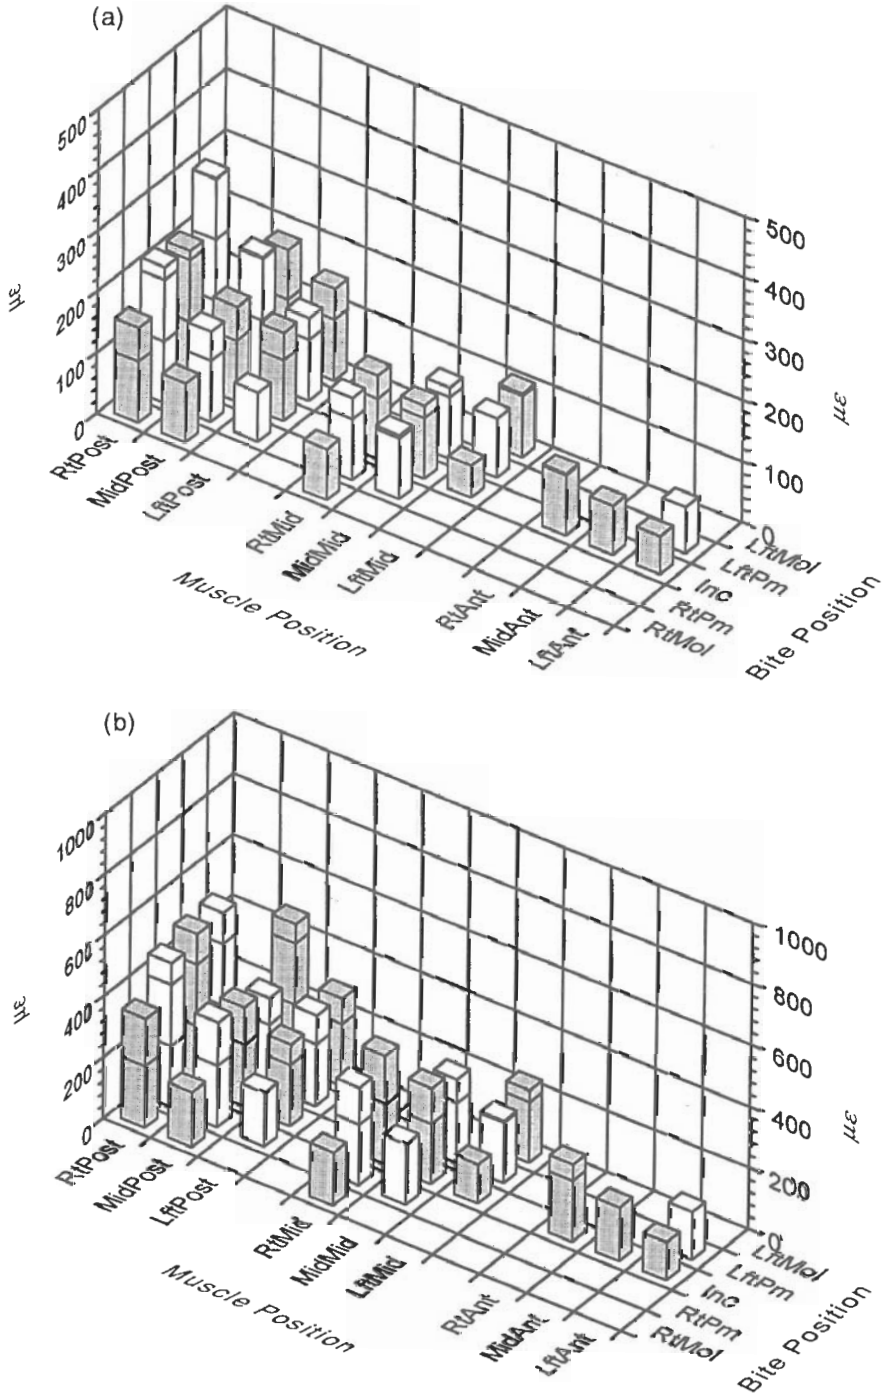 (a)
500
400
300
200
100
0
με
500
400
300
200
100
0
με
RtPost
MidPost
LftPost
RtMid
MidMid
LftMid
RtAnt
MidAnt
LftAnt
Muscle Position
LftMol
LftPm
Inc
RtPm
RtMol
Bite Position
(b)
1000
800
600
400
200
0
με
1000
800
600
400
200
0
με
RtPost
MidPost
LftPost
RtMid
MidMid
LftMid
RtAnt
MidAnt
LftAnt
Muscle Position
LftMol
LftPm
Inc
RtPm
RtMol
Bite Position